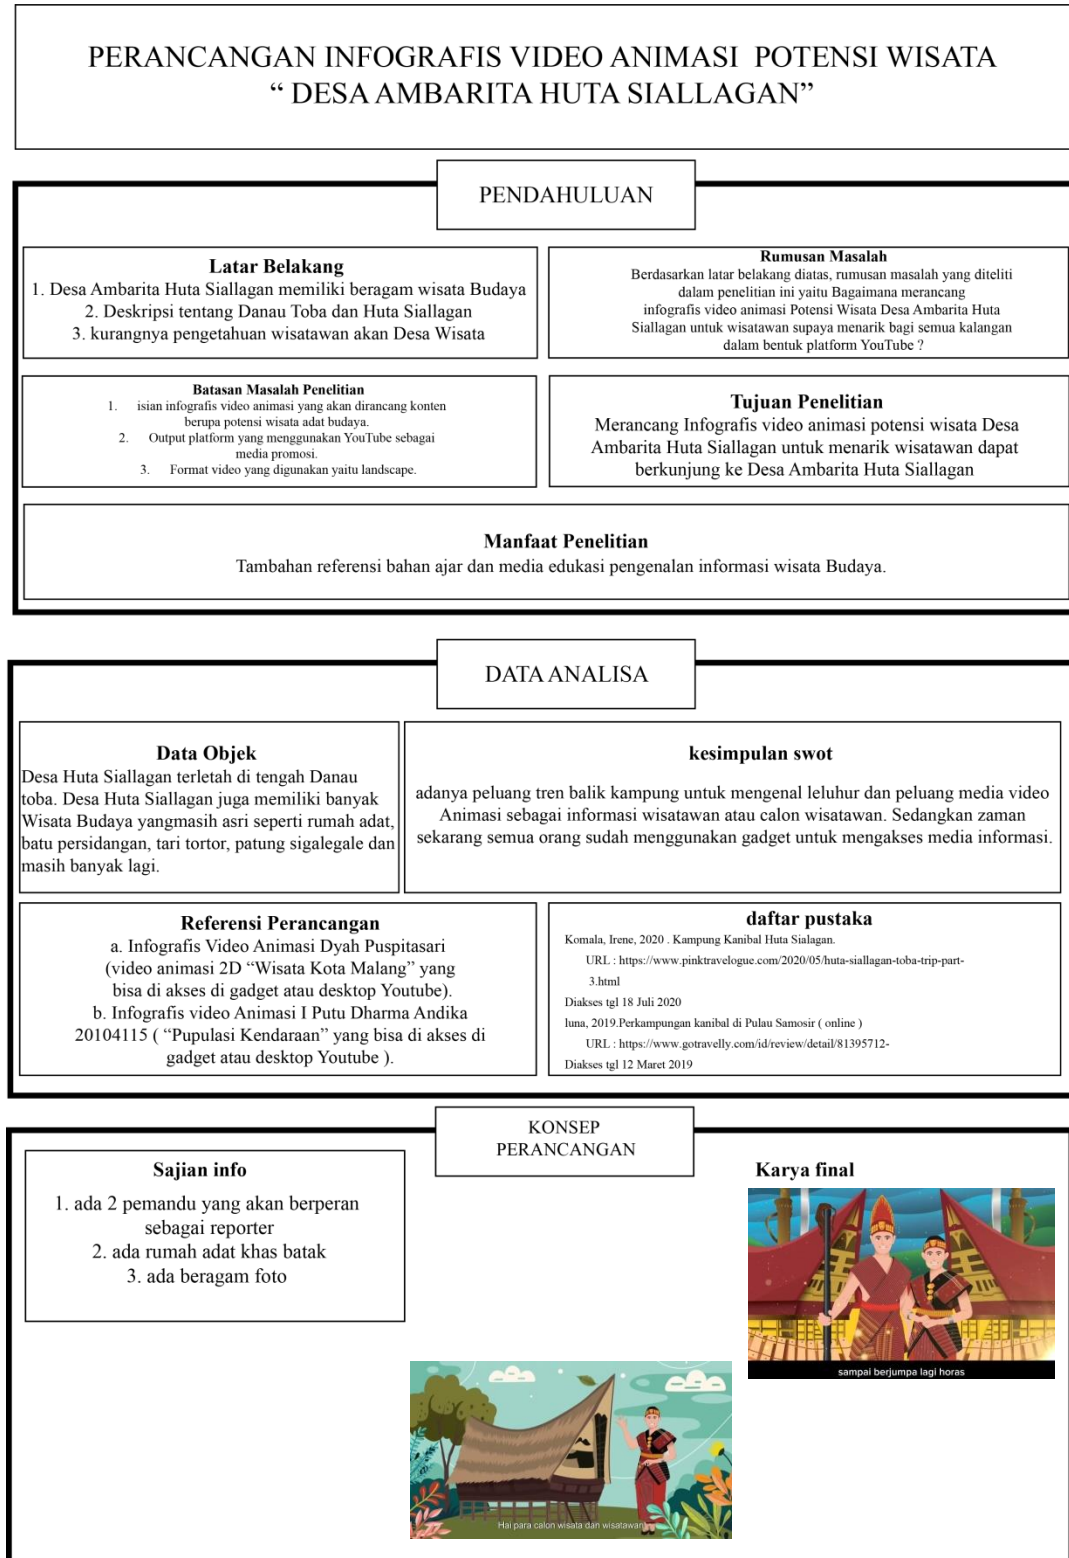 PERANCANGAN INFOGRAFIS VIDEO ANIMASI  POTENSI WISATA
“ DESA AMBARITA HUTA SIALLAGAN”
PENDAHULUAN
Latar Belakang
1. Desa Ambarita Huta Siallagan memiliki beragam wisata Budaya
2. Deskripsi tentang Danau Toba dan Huta Siallagan
3. kurangnya pengetahuan wisatawan akan Desa Wisata
Rumusan Masalah
Berdasarkan latar belakang diatas, rumusan masalah yang diteliti
dalam penelitian ini yaitu Bagaimana merancang
infografis video animasi Potensi Wisata Desa Ambarita Huta
Siallagan untuk wisatawan supaya menarik bagi semua kalangan
dalam bentuk platform YouTube ?
Batasan Masalah Penelitian
1. isian infografis video animasi yang akan dirancang konten
berupa potensi wisata adat budaya.
2. Output platform yang menggunakan YouTube sebagai
media promosi.
3. Format video yang digunakan yaitu landscape.
Tujuan Penelitian
Merancang Infografis video animasi potensi wisata Desa
Ambarita Huta Siallagan untuk menarik wisatawan dapat
berkunjung ke Desa Ambarita Huta Siallagan
Manfaat Penelitian
Tambahan referensi bahan ajar dan media edukasi pengenalan informasi wisata Budaya.
DATA ANALISA
Data Objek
Desa Huta Siallagan terletah di tengah Danau
toba. Desa Huta Siallagan juga memiliki banyak
Wisata Budaya yangmasih asri seperti rumah adat,
batu persidangan, tari tortor, patung sigalegale dan
masih banyak lagi.
kesimpulan swot
adanya peluang tren balik kampung untuk mengenal leluhur dan peluang media video
Animasi sebagai informasi wisatawan atau calon wisatawan. Sedangkan zaman
sekarang semua orang sudah menggunakan gadget untuk mengakses media informasi.
Referensi Perancangan
a. Infografis Video Animasi Dyah Puspitasari
(video animasi 2D “Wisata Kota Malang” yang
bisa di akses di gadget atau desktop Youtube).
b. Infografis video Animasi I Putu Dharma Andika
20104115 ( “Pupulasi Kendaraan” yang bisa di akses di
gadget atau desktop Youtube ).
daftar pustaka
Komala, Irene, 2020 . Kampung Kanibal Huta Sialagan.
URL : https://www.pinktravelogue.com/2020/05/huta-siallagan-toba-trip-part-
3.html
Diakses tgl 18 Juli 2020
luna, 2019.Perkampungan kanibal di Pulau Samosir ( online )
URL : https://www.gotravelly.com/id/review/detail/81395712-
Diakses tgl 12 Maret 2019
KONSEP
PERANCANGAN
Sajian info
1. ada 2 pemandu yang akan berperan
sebagai reporter
2. ada rumah adat khas batak
3. ada beragam foto
Karya final
sampai berjumpa lagi horas
Hai para calon wisata dan wisatawan